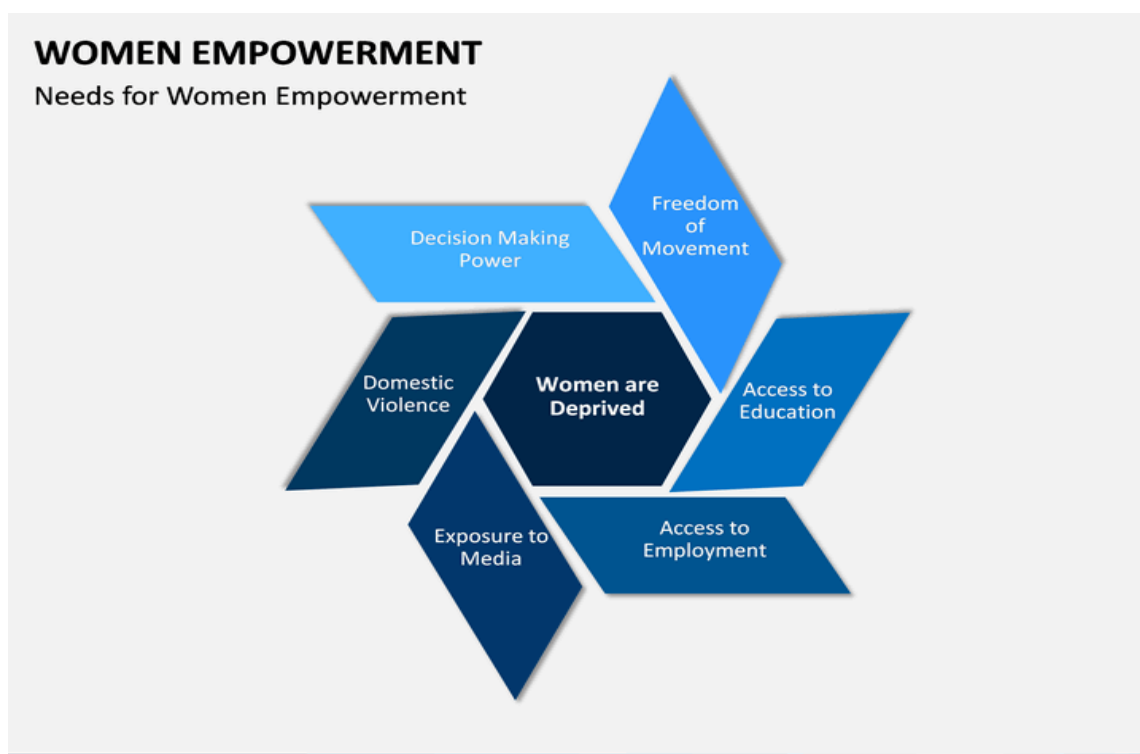 WOMEN EMPOWERMENT
Needs for Women Empowerment
Freedom
of
Movement
Decision Making
Power
Domestic
Violence
Women are
Deprived
Access to
Education
Exposure to
Media
Access to
Employment